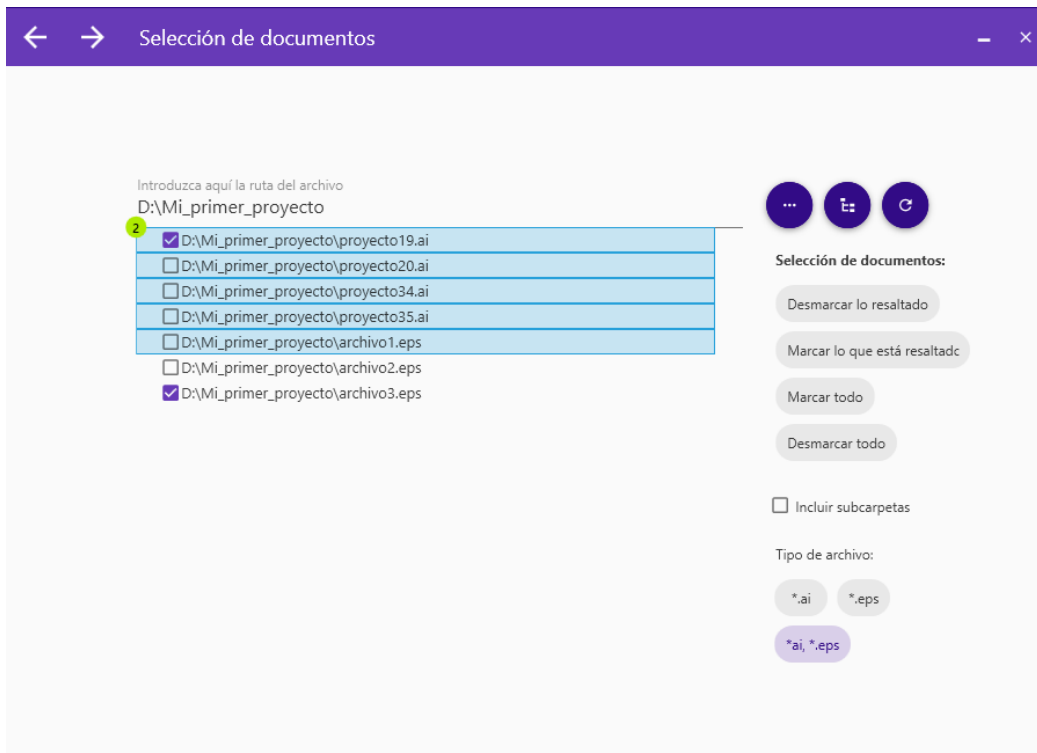 Selección de documentos
Introduzca aquí la ruta del archivo
D:\Mi_primer_proyecto
2
D:\Mi_primer_proyecto\proyecto19.ai
D:\Mi_primer_proyecto\proyecto20.ai
D:\Mi_primer_proyecto\proyecto34.ai
D:\Mi_primer_proyecto\proyecto35.ai
D:\Mi_primer_proyecto\archivo1.eps
D:\Mi_primer_proyecto\archivo2.eps
D:\Mi_primer_proyecto\archivo3.eps
Selección de documentos:
Desmarcar lo resaltado
Marcar lo que está resaltadc
Marcar todo
Desmarcar todo
Incluir subcarpetas
Tipo de archivo:
*.ai
*.eps
*ai, *.eps